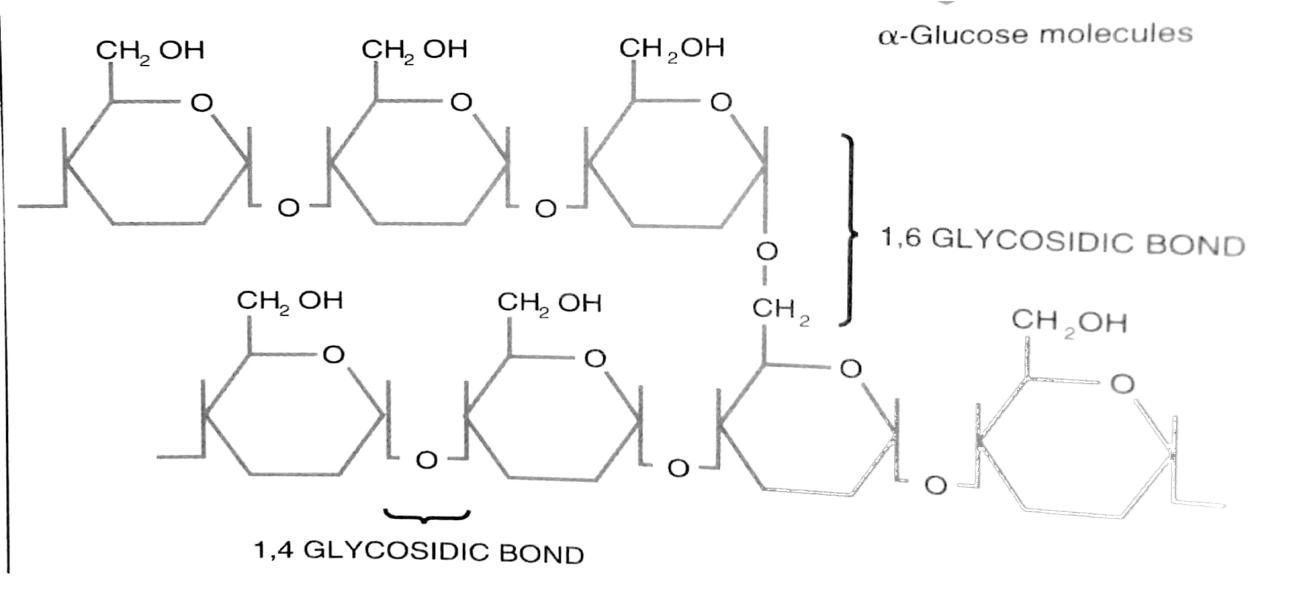 α-Glucose molecules
CH2 OH CH2 OH CH2OH
O O O
O O
1,6 GLYCOSIDIC BOND
O
CH2
CH2 OH CH2 OH CH2OH
O O O O
O O O
1,4 GLYCOSIDIC BOND